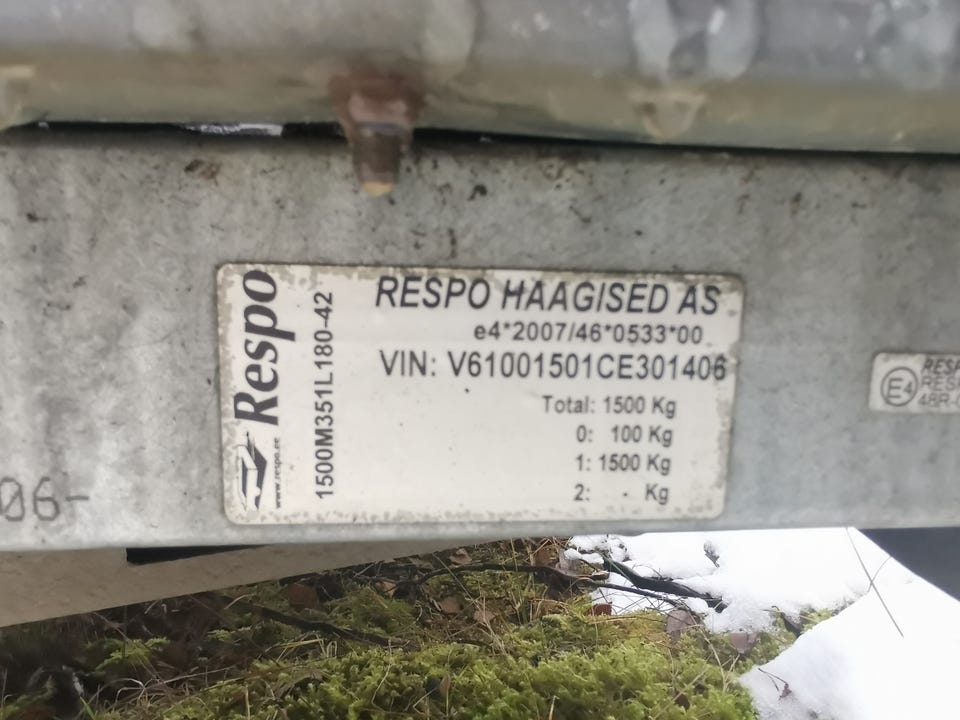 RESPO HAAGISED AS
e4*2007/46*0533*00
VIN: V61001501CE301406
Total: 1500 Kg
0: 100 Kg
1: 1500 Kg
2: - Kg
Respo
www.respo.ee
1500M351L180-42
06-
E4